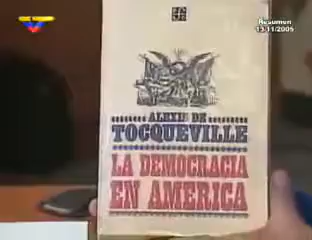 Resumen
13/11/2005
ALEXIS DE
TOCQUEVILLE
LA DEMOCRACIA
EN AMERICA